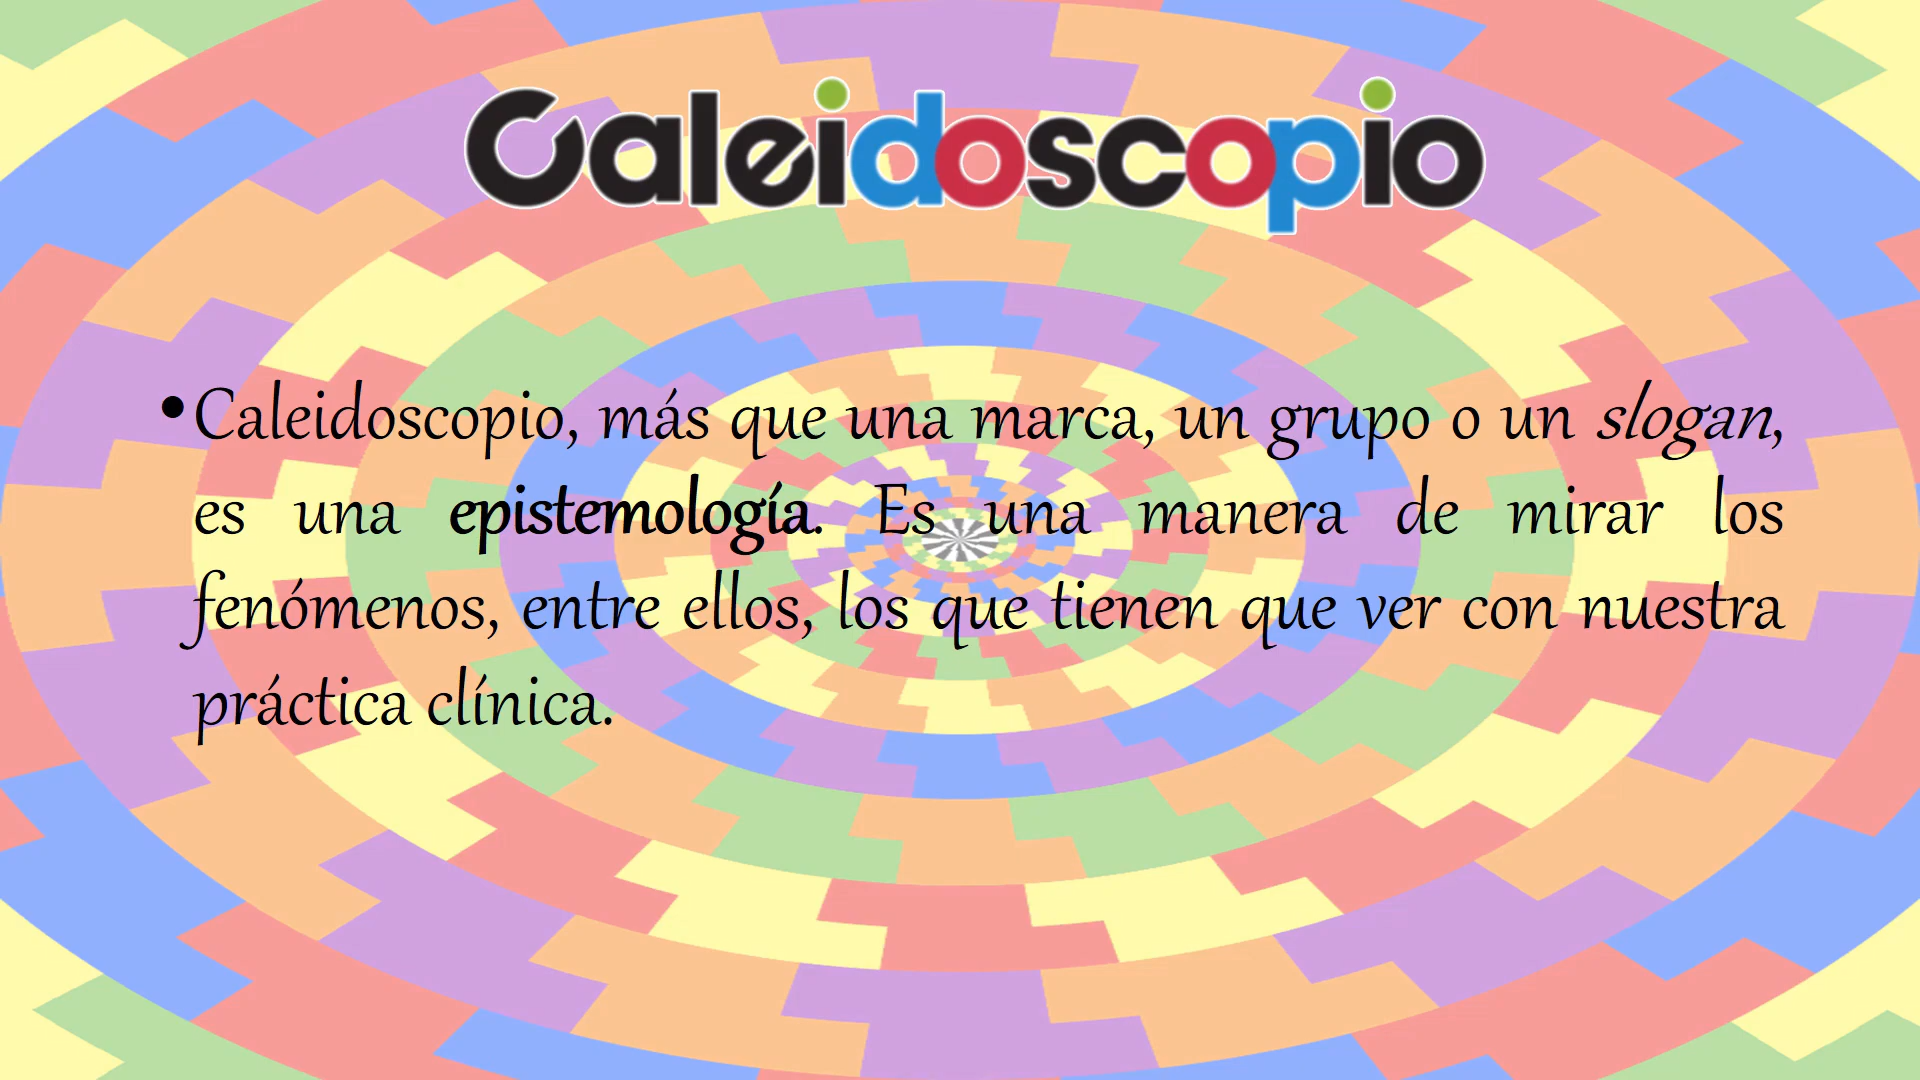 Caleidoscopio
•Caleidoscopio, más que una marca, un grupo o un slogan,
es una epistemología. Es una manera de mirar los
fenómenos, entre ellos, los que tienen que ver con nuestra
práctica clínica.